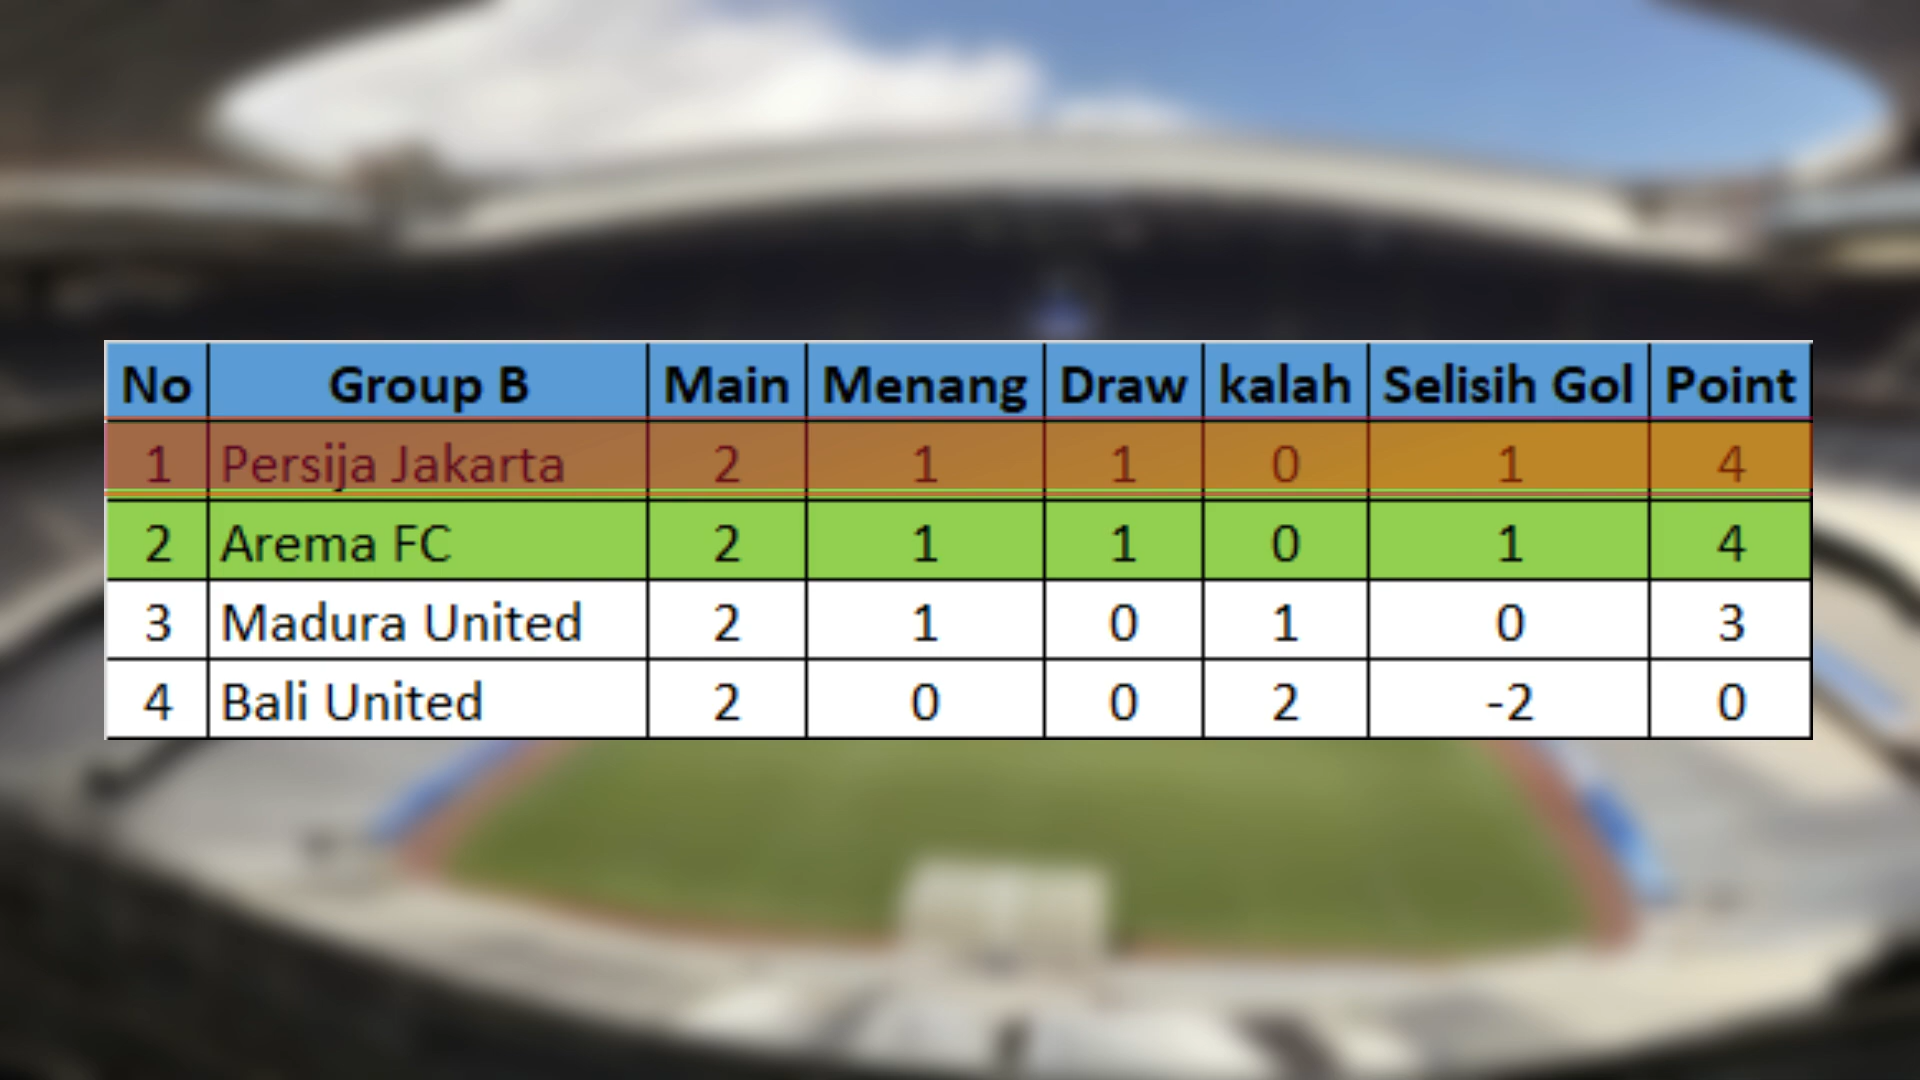 No Group B Main Menang Draw kalah Selisih Gol Point
1 Persija Jakarta 2 1 1 0 1 4
2 Arema FC 2 1 1 0 1 4
3 Madura United 2 1 0 1 0 3
4 Bali United 2 0 0 2 -2 0